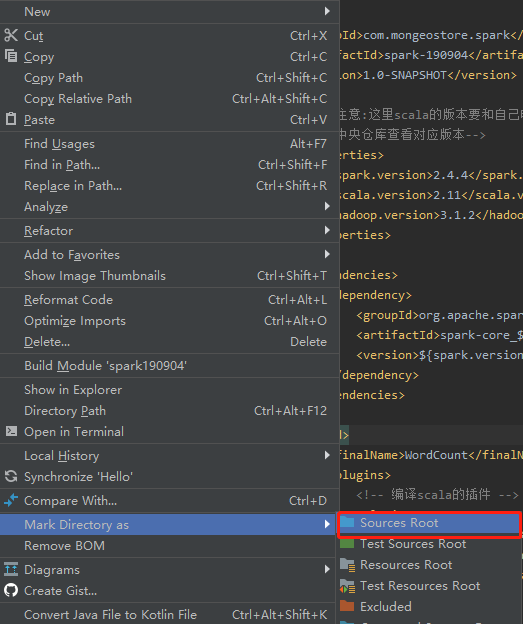 New
Cut Ctrl+X
Copy Ctrl+C
Copy Path Ctrl+Shift+C
Copy Relative Path Ctrl+Alt+Shift+C
Paste Ctrl+V
Find Usages Alt+F7
Find in Path... Ctrl+Shift+F
Replace in Path... Ctrl+Shift+R
Analyze
Refactor
Add to Favorites
Show Image Thumbnails Ctrl+Shift+T
Reformat Code Ctrl+Alt+L
Optimize Imports Ctrl+Alt+O
Delete... Delete
Build Module 'spark190904'
Show in Explorer
Directory Path Ctrl+Alt+F12
Open in Terminal
Local History
Synchronize 'Hello'
Compare With... Ctrl+D
Mark Directory as
Remove BOM
Diagrams
Create Gist...
Convert Java File to Kotlin File Ctrl+Alt+Shift+K
Sources Root
Test Sources Root
Resources Root
Test Resources Root
Excluded
pId>com.mongeostore.spark</
factId>spark-190904</artifa
ion>1.0-SNAPSHOT</version>
注意:这里scala的版本要和自己
中央仓库查看对应版本-->
erties>
park.version>2.4.4</spark.
cala.version>2.11</scala.v
adoop.version>3.1.2</hadoo
perties>
ndencies>
dependency>
<groupId>org.apache.spar
<artifactId>spark-core_$
<version>${spark.version
/dependency>
endencies>
d>
finalName>WordCount</finalN
plugins>
<!-- 编译scala的插件 -->